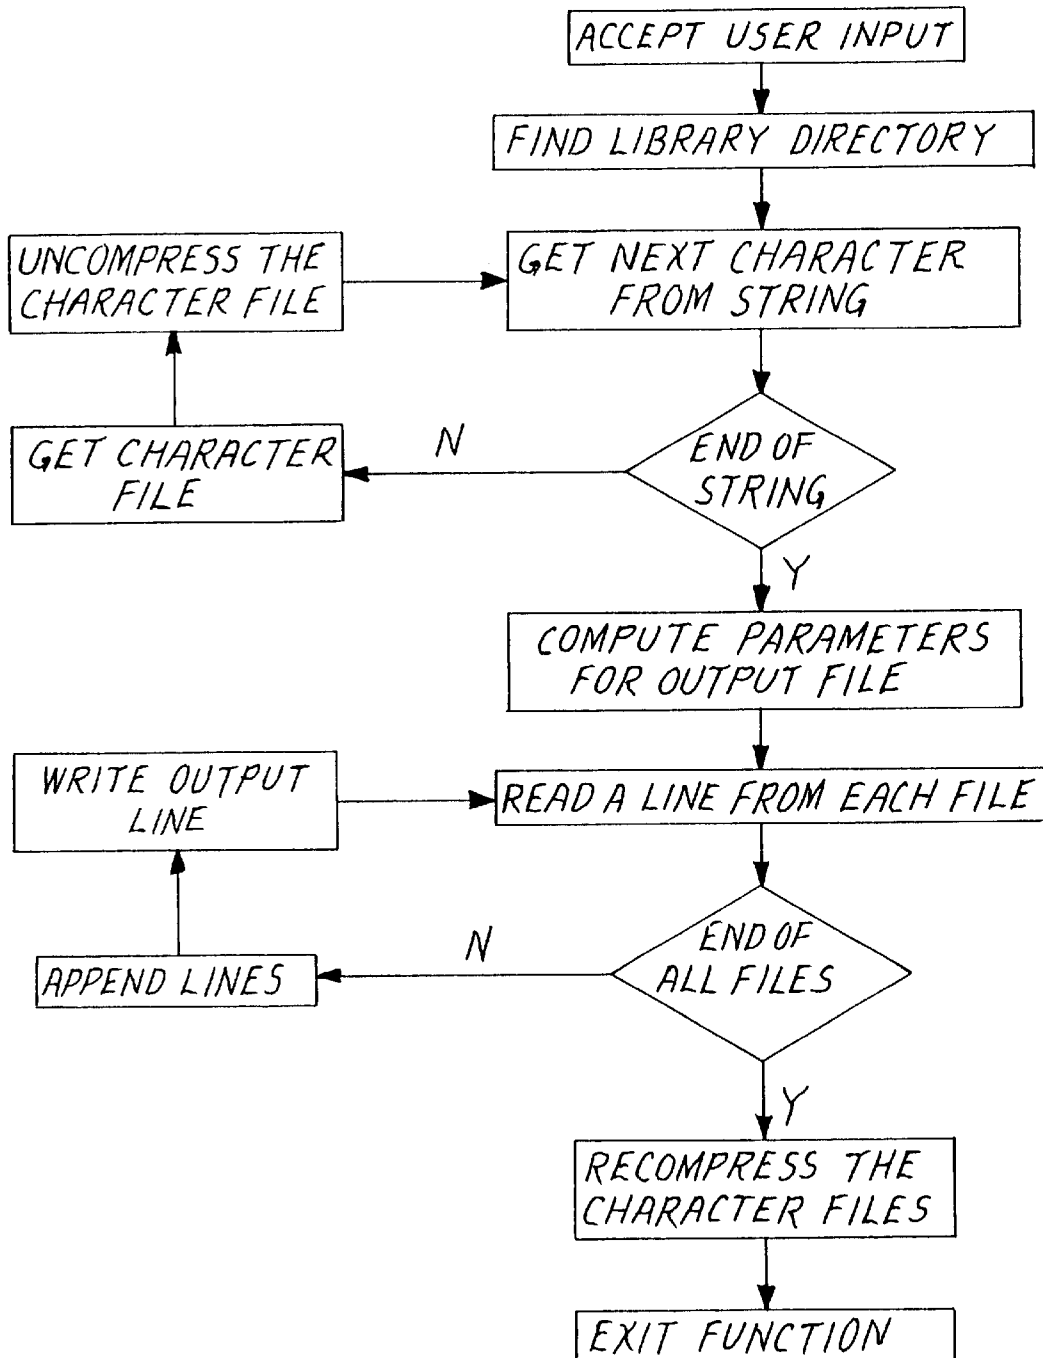 ACCEPT USER INPUT
FIND LIBRARY DIRECTORY
UNCOMPRESS THE
CHARACTER FILE
GET NEXT CHARACTER
FROM STRING
GET CHARACTER
FILE
N
END OF
STRING
Y
COMPUTE PARAMETERS
FOR OUTPUT FILE
WRITE OUTPUT
LINE
READ A LINE FROM EACH FILE
APPEND LINES
N
END OF
ALL FILES
Y
RECOMPRESS THE
CHARACTER FILES
EXIT FUNCTION